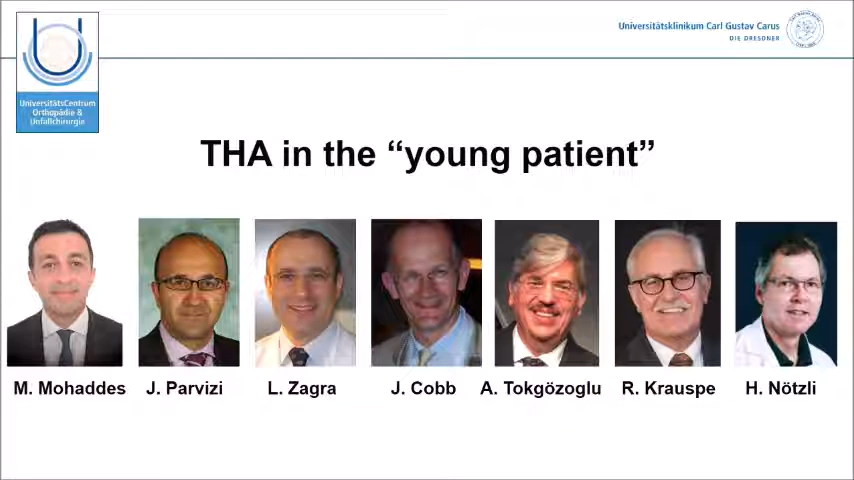 Universitätsklinikum Carl Gustav Carus
DIE DRESDNER.
UniversitätsCentrum
Orthopädie &
Unfallchirurgie
THA in the “young patient”
M. Mohaddes J. Parvizi L. Zagra J. Cobb A. Tokgözoglu R. Krauspe H. Nötzli